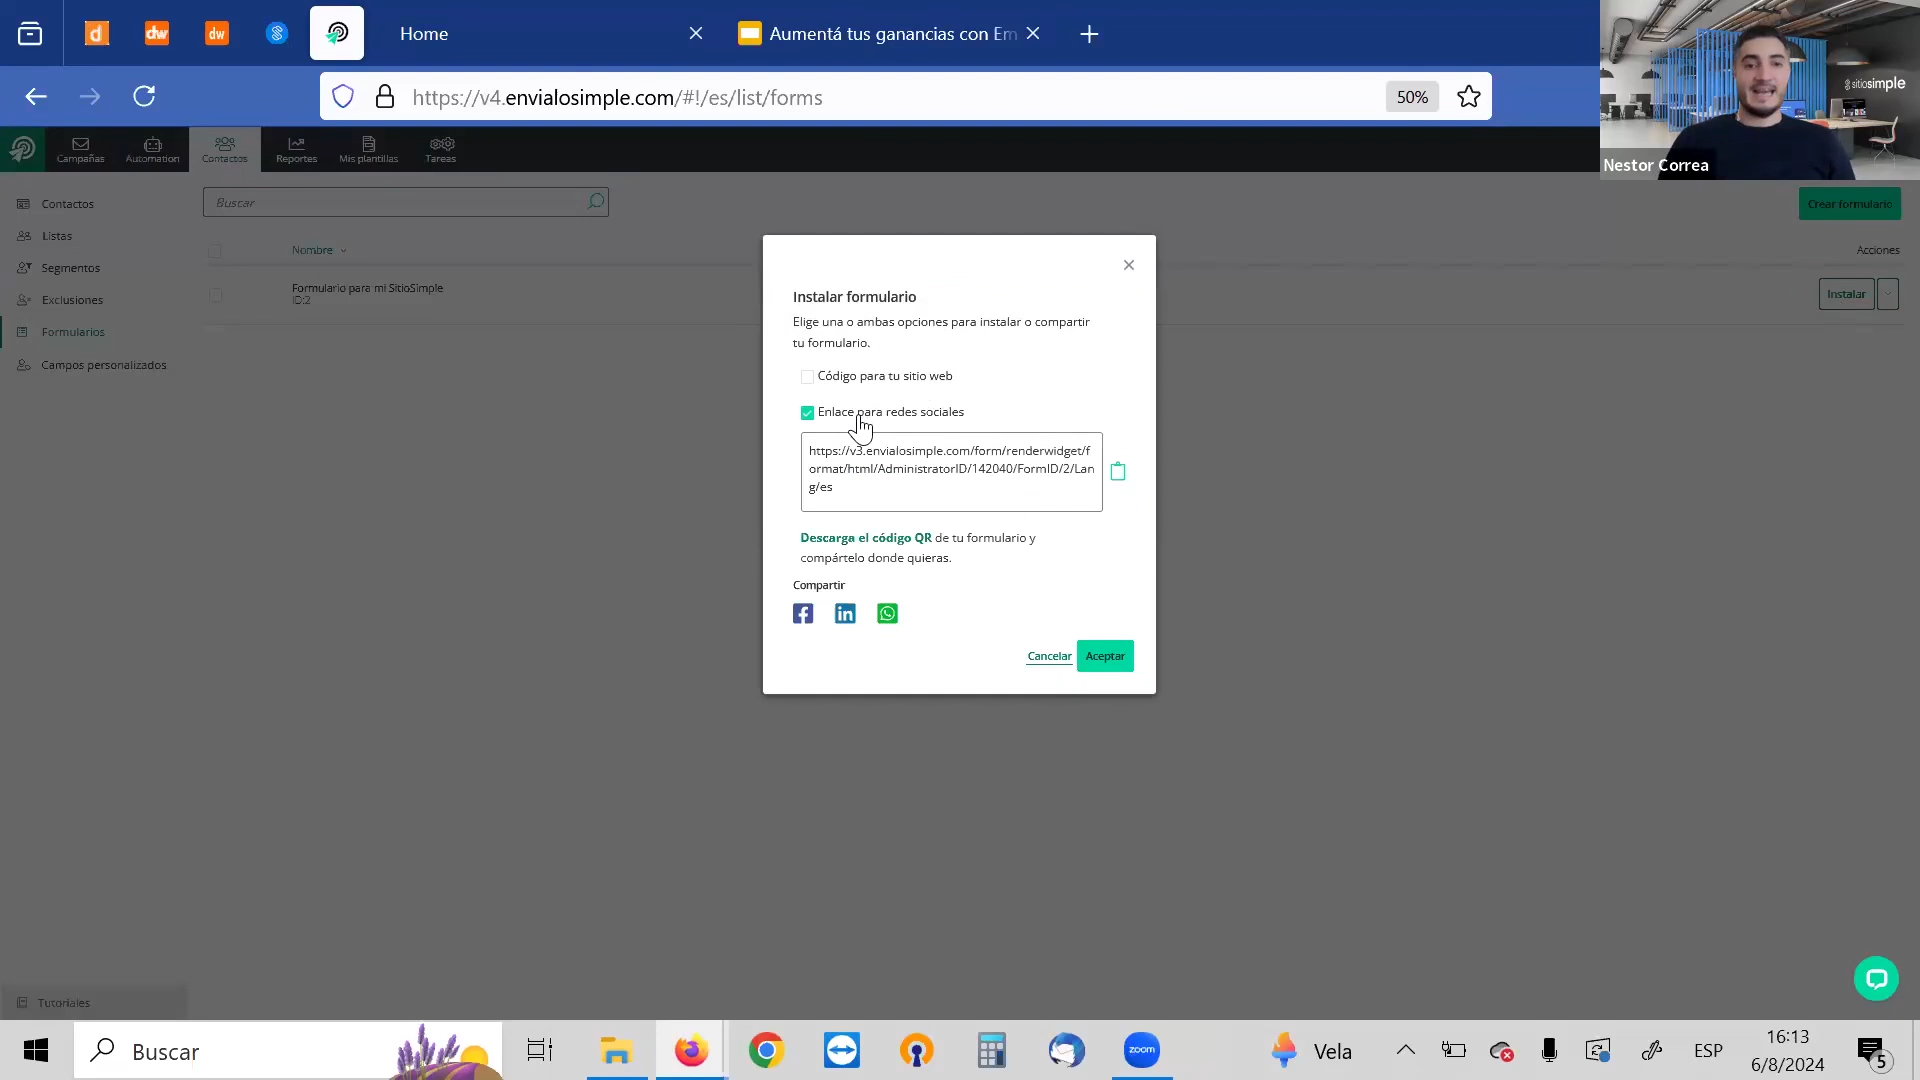 Home
Aumentá tus ganancias con Em
https://v4.envialosimple.com/#!/es/list/forms
50%
sitiosimple
Nestor Correa
Campañas
Automation
Contactos
Reportes
Mis plantillas
Tareas
Contactos
Listas
Segmentos
Exclusiones
Formularios
Campos personalizados
Tutoriales
Buscar
Crear formulario
Nombre
Acciones
Formulario para mi SitioSimple
ID:2
Instalar
Instalar formulario
Elige una o ambas opciones para instalar o compartir
tu formulario.
Código para tu sitio web
Enlace para redes sociales
https://v3.envialosimple.com/form/renderwidget/f
ormat/html/AdministratorID/142040/FormID/2/Lan
g/es
Descarga el código QR de tu formulario y
compártelo donde quieras.
Compartir
Cancelar
Aceptar
Buscar
zoom
Vela
ESP
16:13
6/8/2024
5